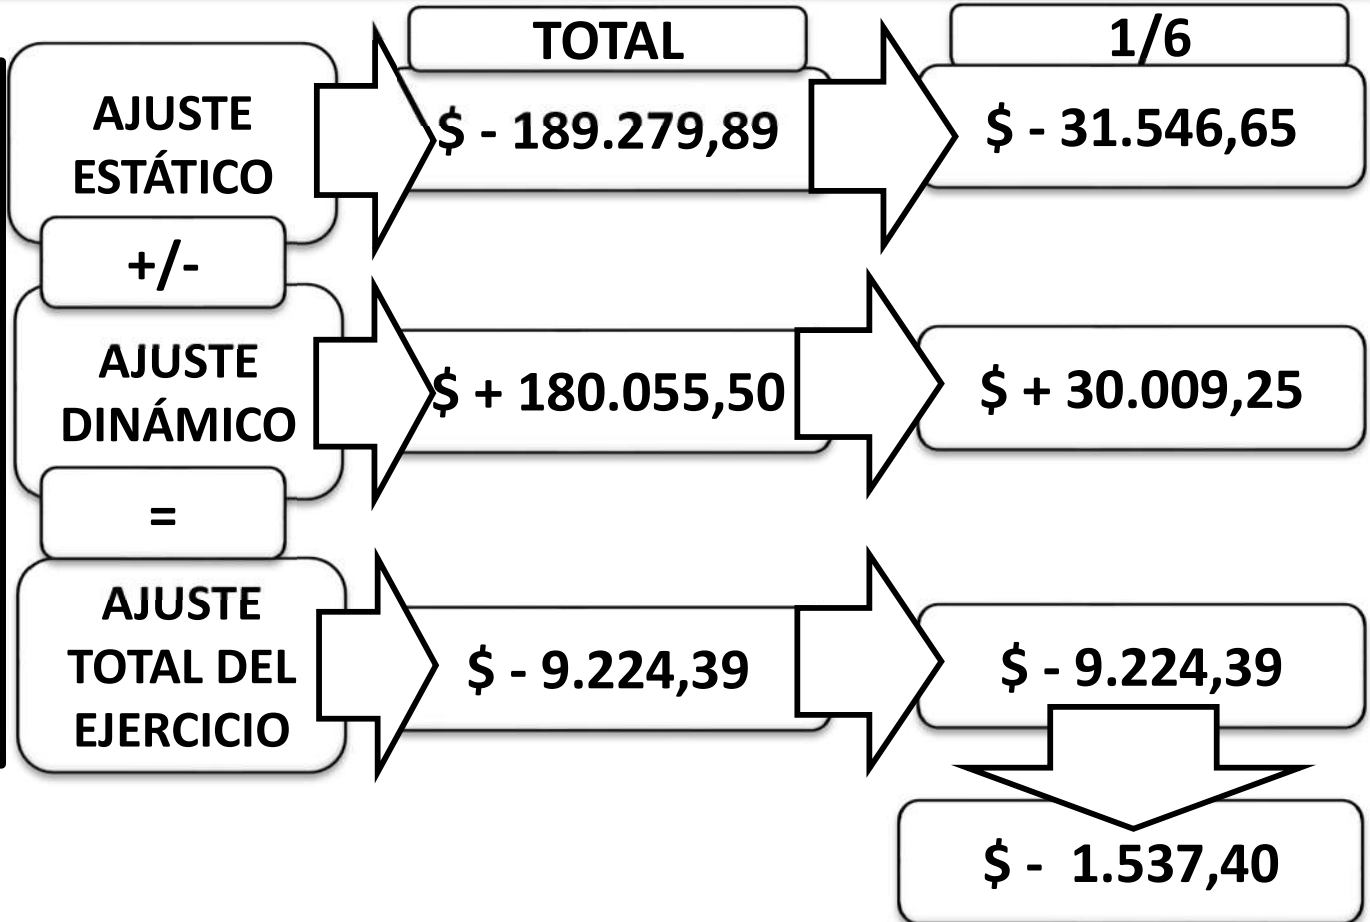 TOTAL
1/6
AJUSTE
ESTÁTICO
$ - 189.279,89
$ - 31.546,65
+/-
AJUSTE
DINÁMICO
$ + 180.055,50
$ + 30.009,25
=
AJUSTE
TOTAL DEL
EJERCICIO
$ - 9.224,39
$ - 9.224,39
$ -  1.537,40